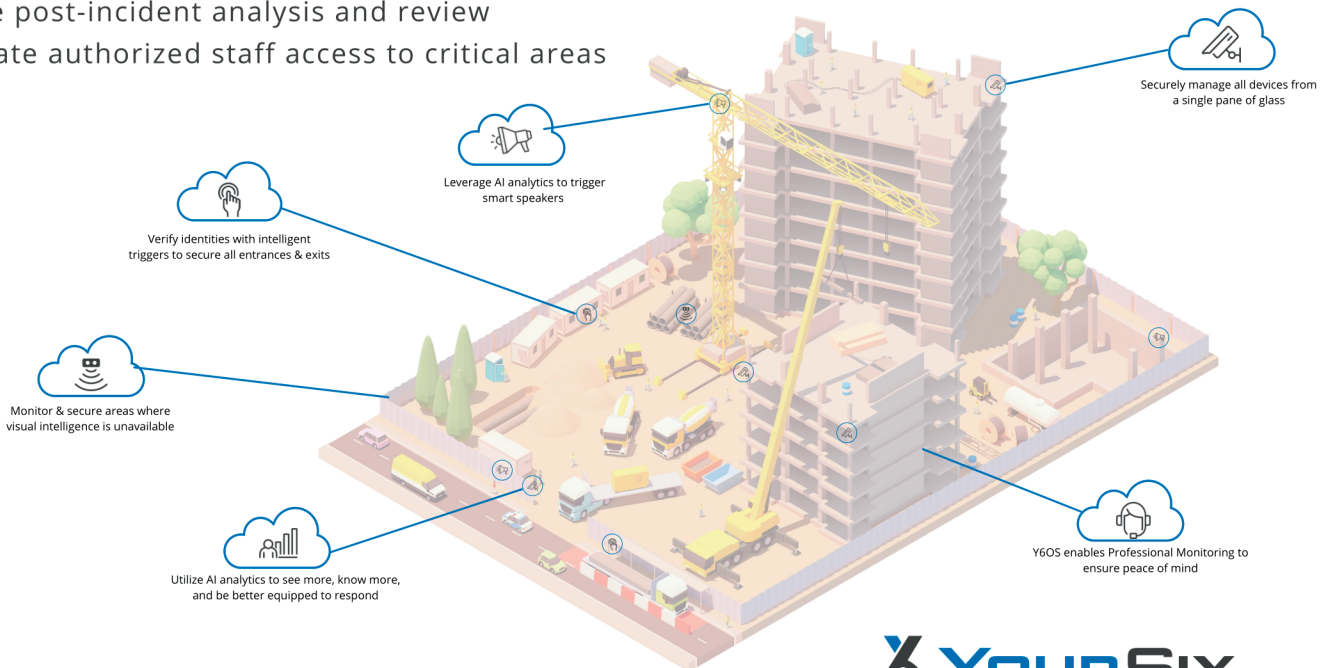 post-incident analysis and review
authorized staff access to critical areas
Securely manage all devices from
a single pane of glass
Leverage AI analytics to trigger
smart speakers
Verify identities with intelligent
triggers to secure all entrances & exits
Monitor & secure areas where
visual intelligence is unavailable
Utilize AI analytics to see more, know more,
and be better equipped to respond
Y6OS enables Professional Monitoring to
ensure peace of mind
YourSix